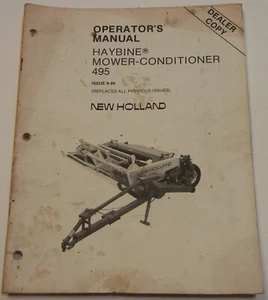 OPERATOR'S
MANUAL
DEALER
COPY
HAYBINE®
MOWER-CONDITIONER
495
(REPLACES ALL PREVIOUS ISSUES)
NEW HOLLAND